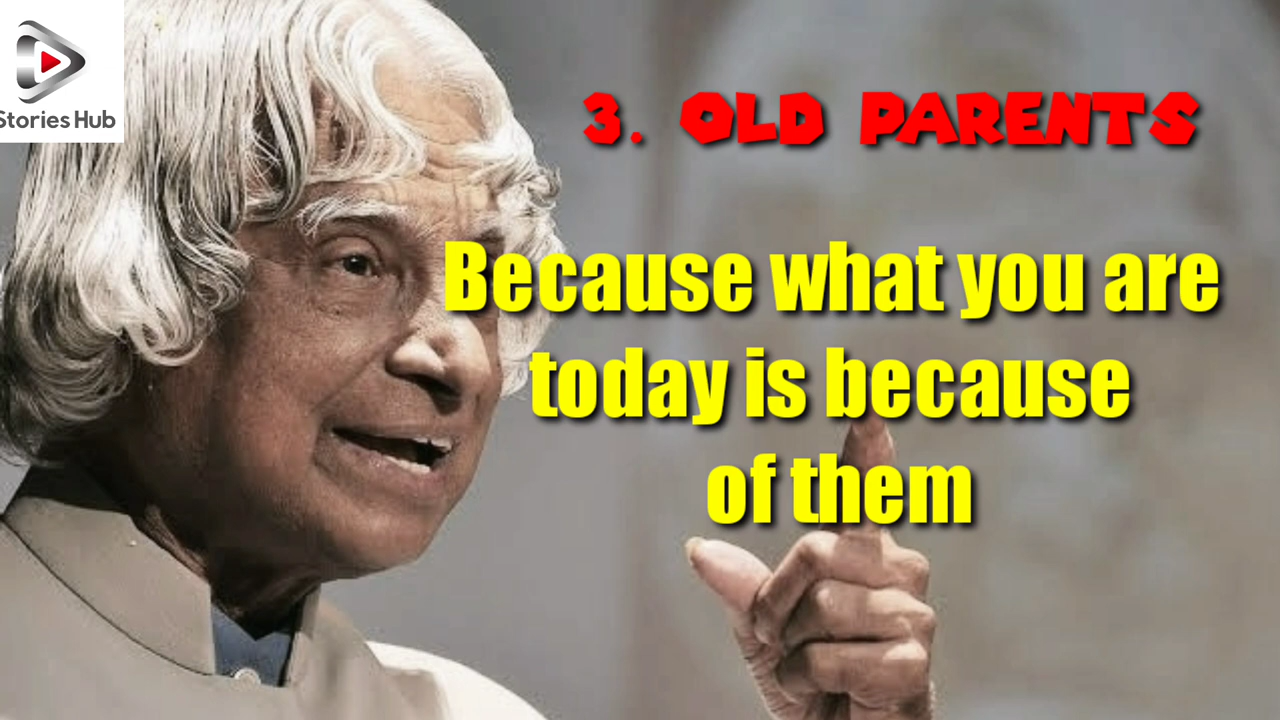 Stories Hub
3. OLD PARENTS
Because what you are
today is because
of them